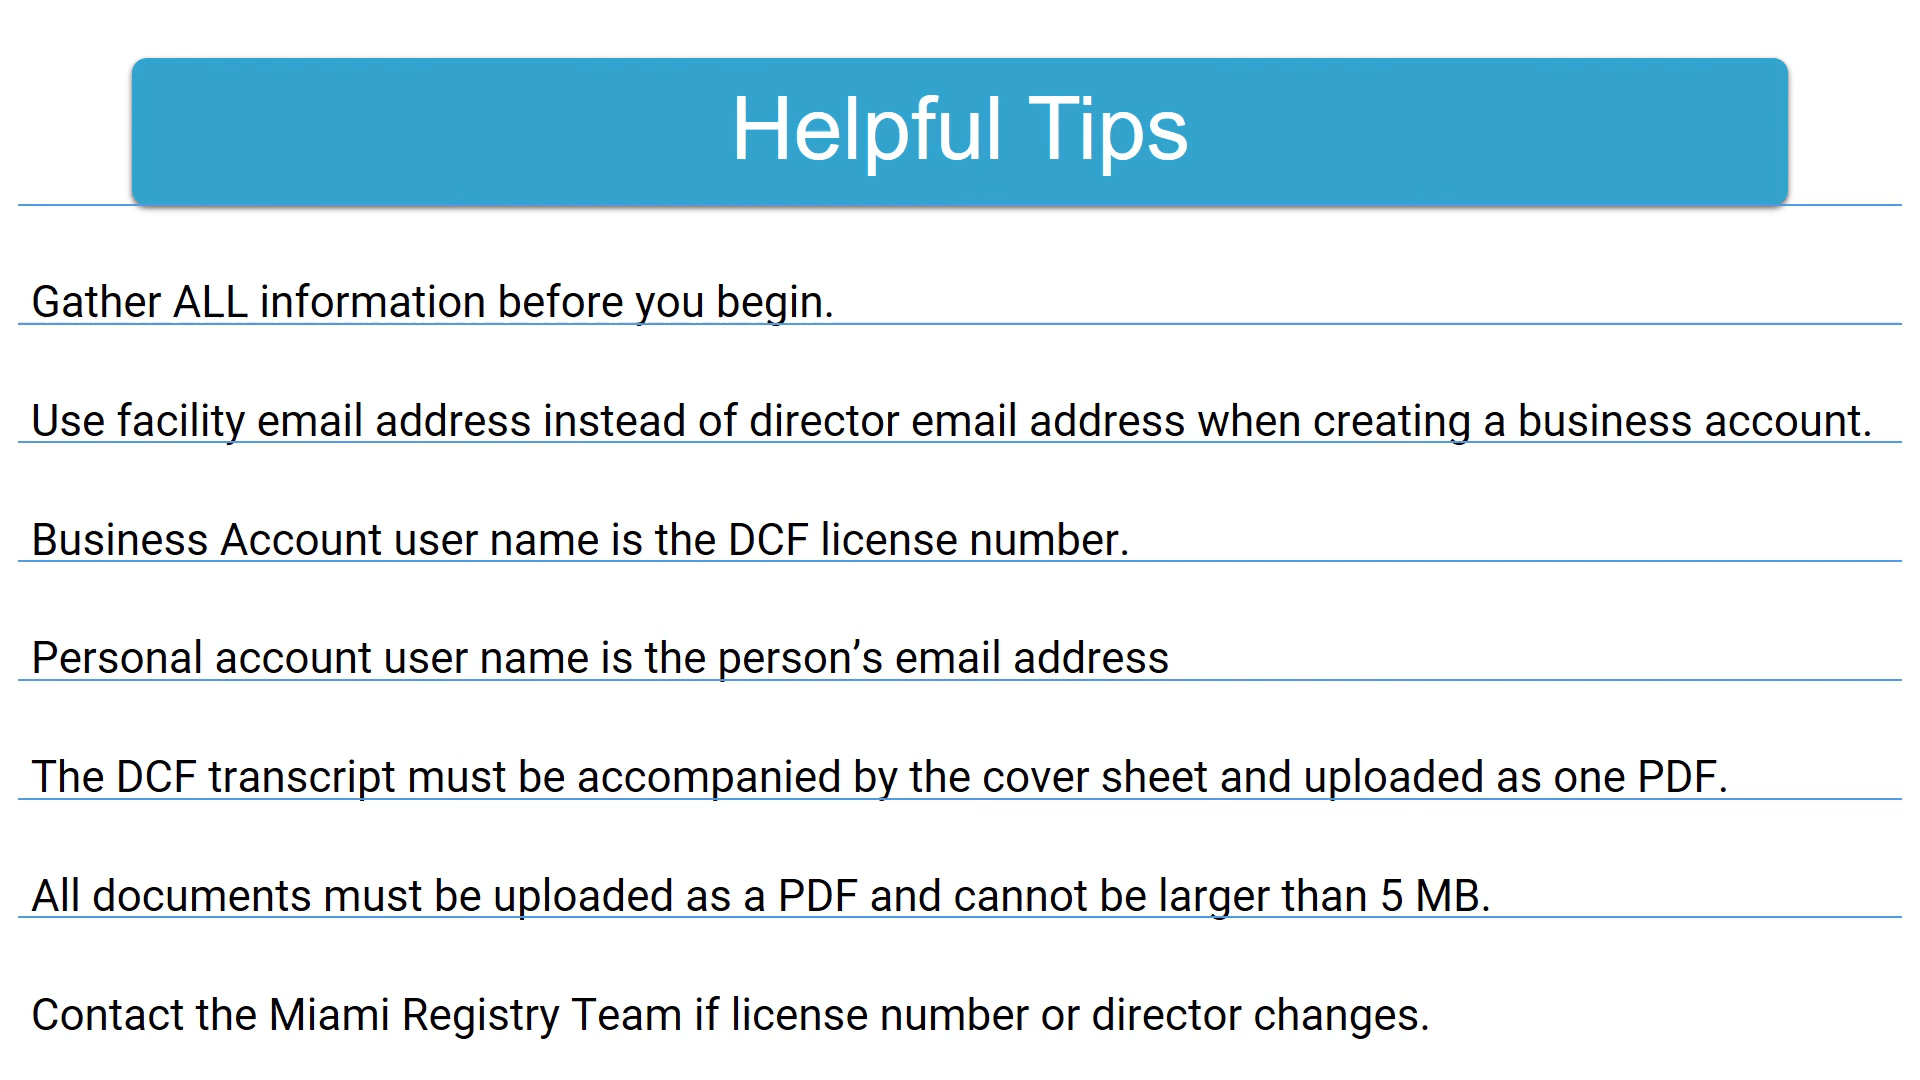 Helpful Tips
Gather ALL information before you begin.
Use facility email address instead of director email address when creating a business account.
Business Account user name is the DCF license number.
Personal account user name is the person’s email address
The DCF transcript must be accompanied by the cover sheet and uploaded as one PDF.
All documents must be uploaded as a PDF and cannot be larger than 5 MB.
Contact the Miami Registry Team if license number or director changes.